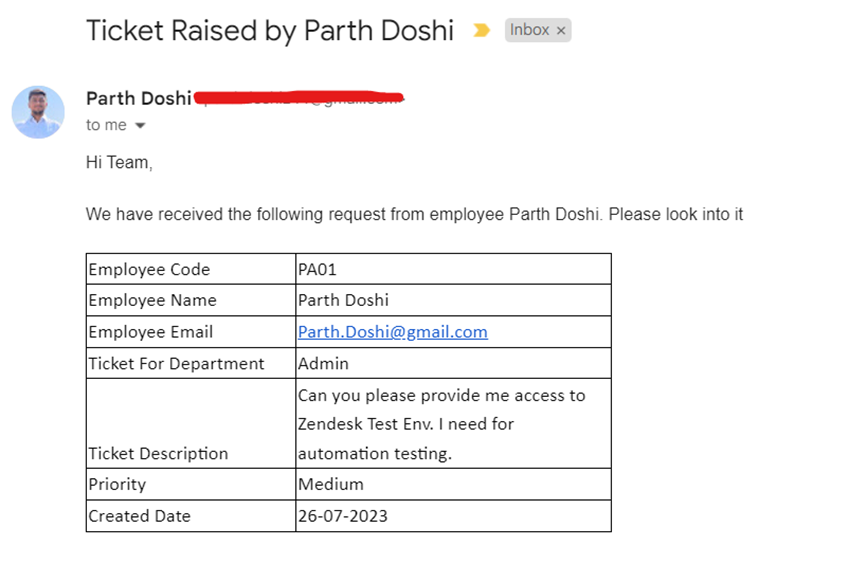 Ticket Raised by Parth Doshi
Inbox ×
Parth Doshi
to me
Hi Team,
We have received the following request from employee Parth Doshi. Please look into it
Employee Code PA01
Employee Name Parth Doshi
Employee Email Parth.Doshi@gmail.com
Ticket For Department Admin
Can you please provide me access to
Zendesk Test Env. I need for
Ticket Description automation testing.
Priority Medium
Created Date 26-07-2023